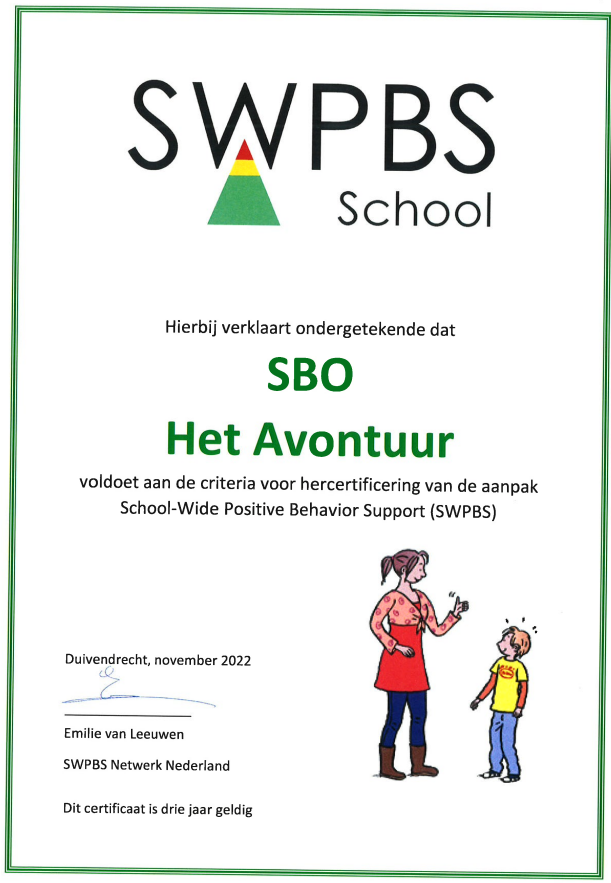 SWPBS
School
Hierbij verklaart ondergetekende dat
SBO
Het Avontuur
voldoet aan de criteria voor hercertificering van de aanpak
School-Wide Positive Behavior Support (SWPBS)
Duivendrecht, november 2022
Emilie van Leeuwen
SWPBS Netwerk Nederland
Dit certificaat is drie jaar geldig